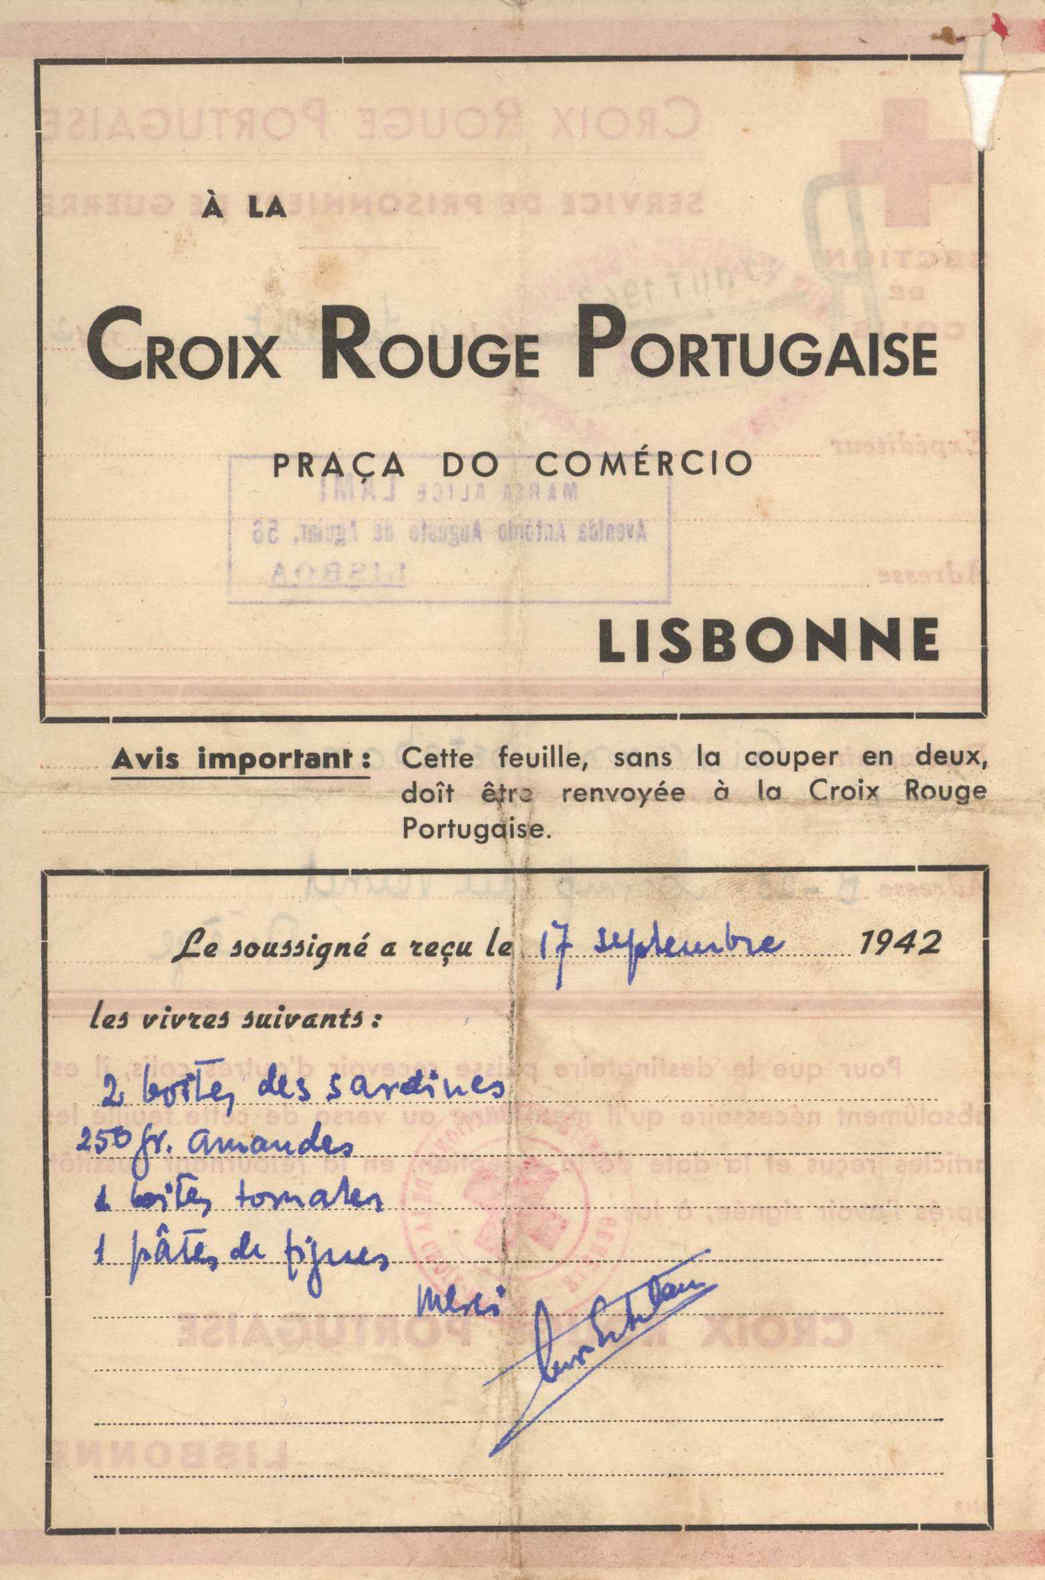 À LA
CROIX ROUGE PORTUGAISE
PRAÇA DO COMÉRCIO
LISBONNE
Avis important: Cette feuille, sans la couper en deux,
doît être renvoyée à la Croix Rouge
Portugaise.
Le soussigné a reçu le 17 septembre 1942
les vivres suivants:
2 boîtes des sardines
250 gr. amandes
1 boîtes tomates
1 pâtes de figues
Merci